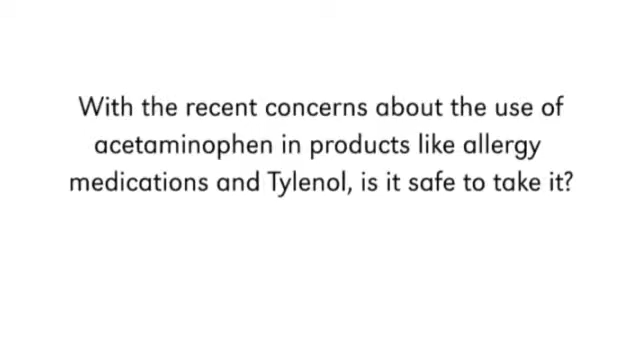 With the recent concerns about the use of
acetaminophen in products like allergy
medications and Tylenol, is it safe to take it?